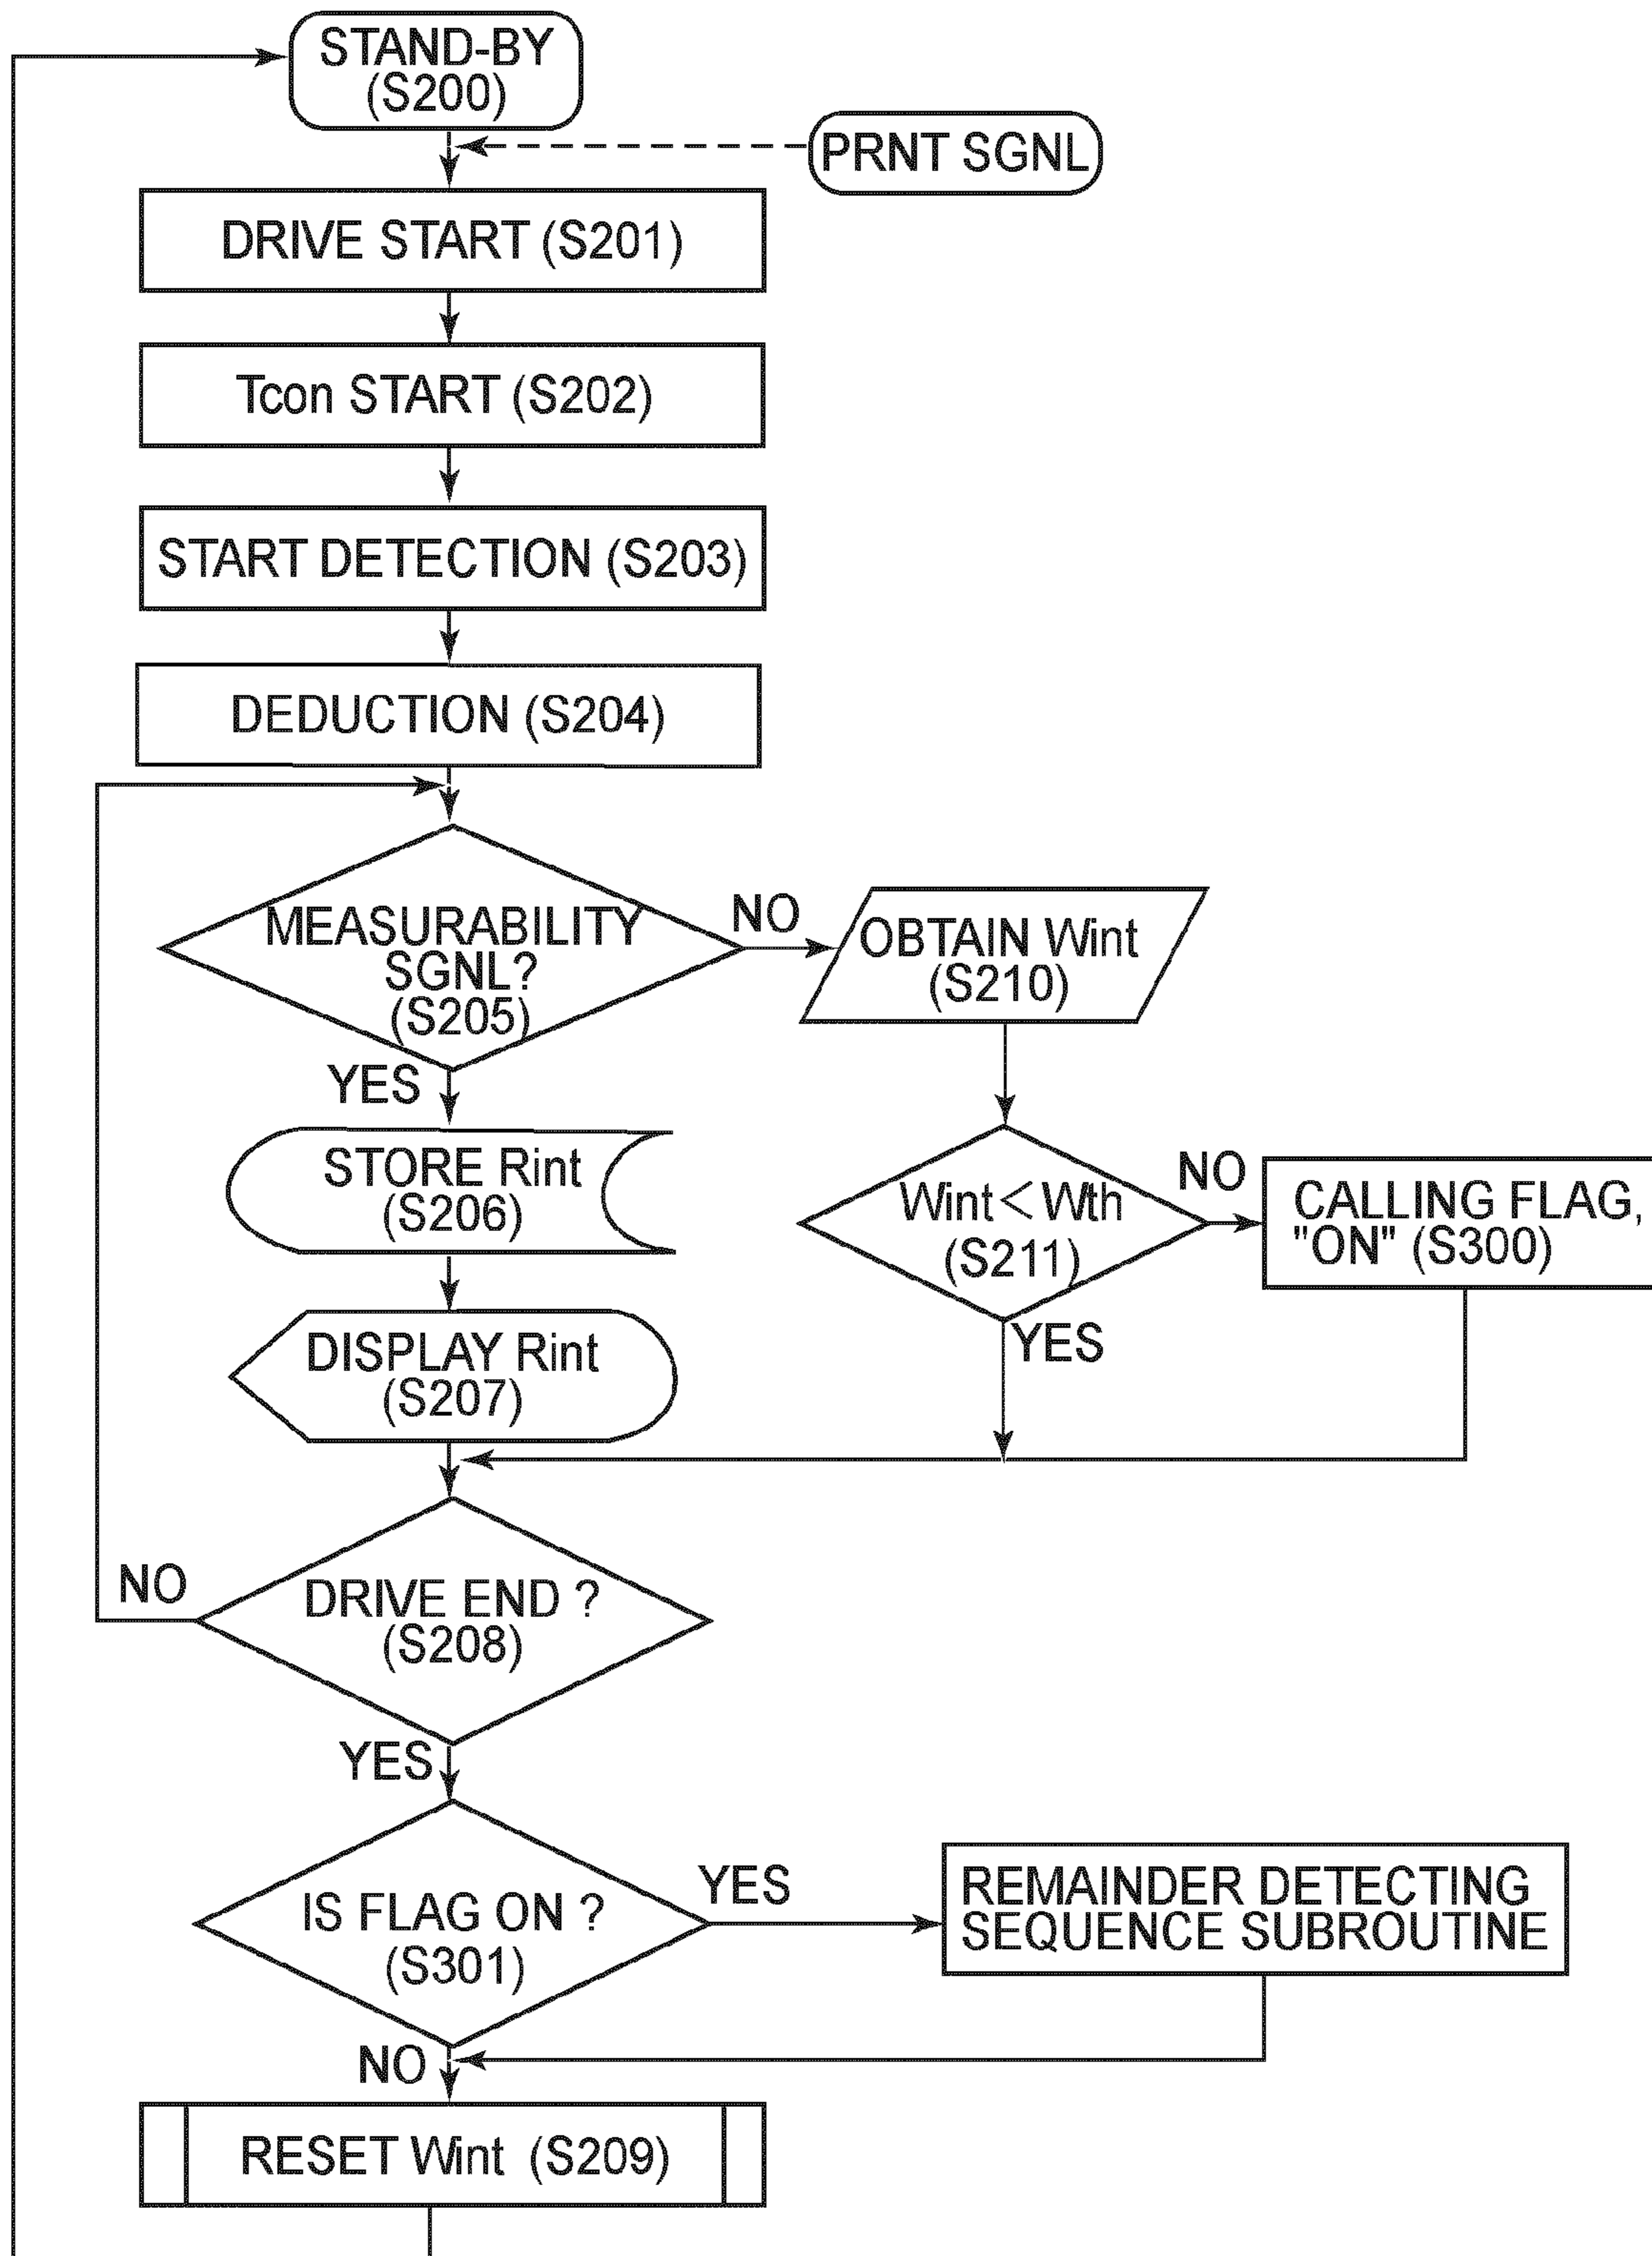 STAND-BY
(S200)
PRNT SGNL
DRIVE START (S201)
Tcon START (S202)
START DETECTION (S203)
DEDUCTION (S204)
MEASURABILITY
SGNL?
(S205)
NO
OBTAIN Wint
(S210)
YES
STORE Rint
(S206)
Wint<Wth
(S211)
NO
CALLING FLAG,
"ON" (S300)
YES
DISPLAY Rint
(S207)
DRIVE END ?
(S208)
NO
YES
IS FLAG ON ?
(S301)
YES
REMAINDER DETECTING
SEQUENCE SUBROUTINE
NO
RESET Wint (S209)